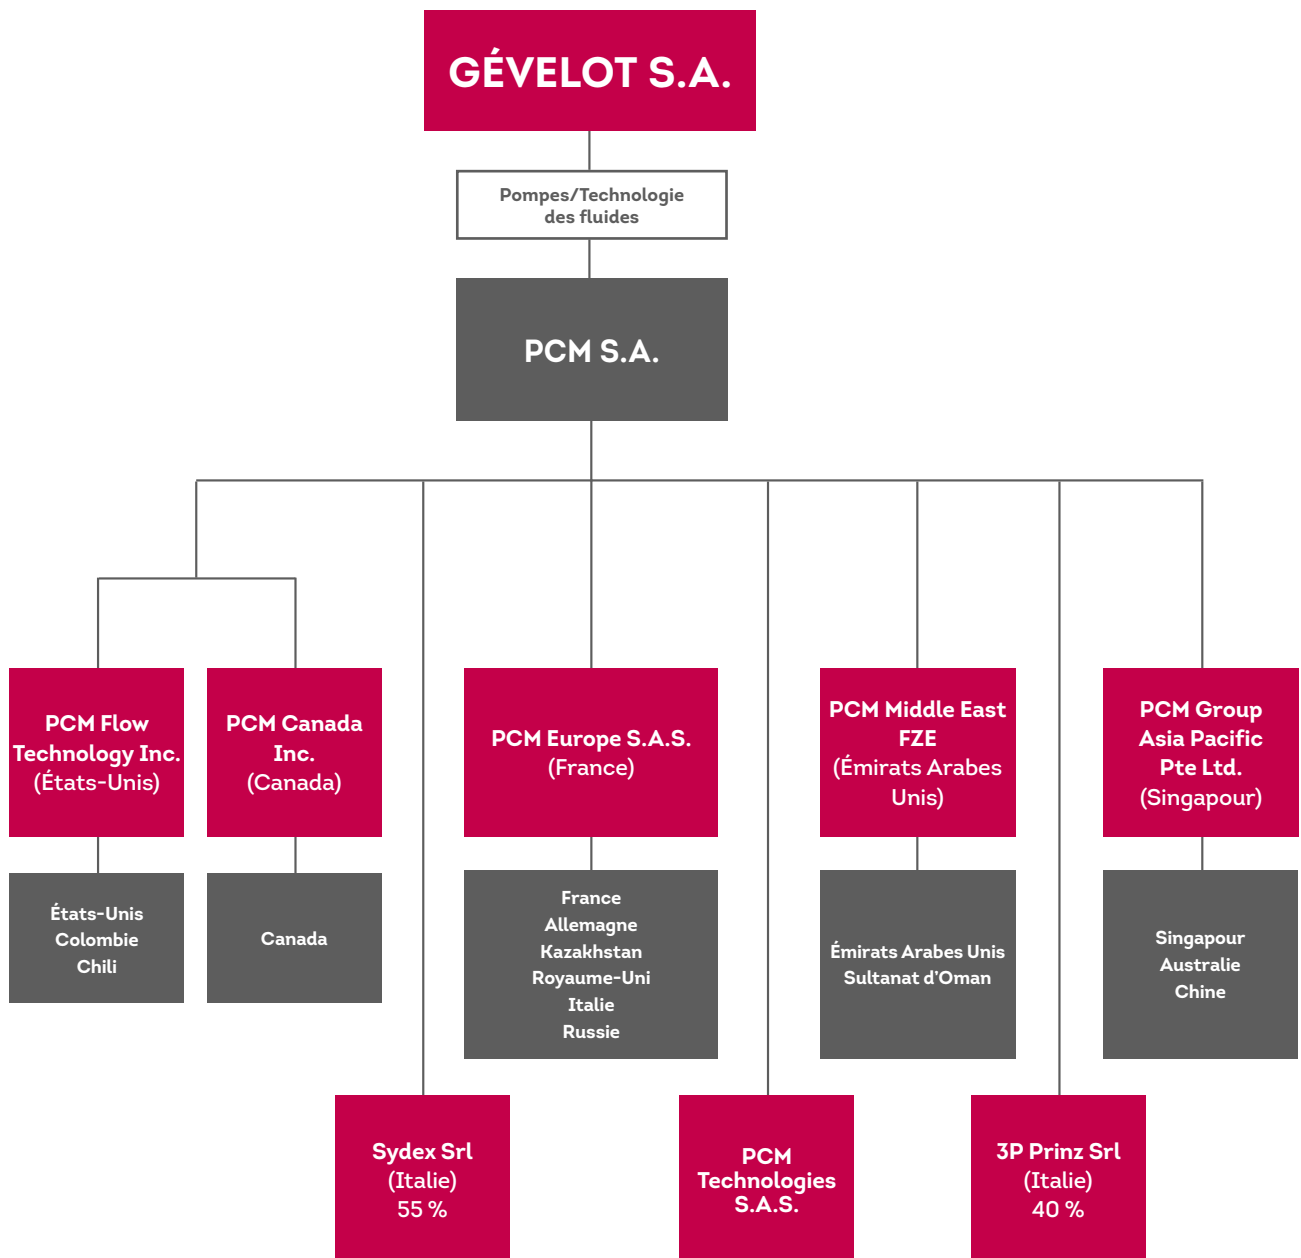 GÉVELOT S.A.
Pompes/Technologie
des fluides
PCM S.A.
PCM Flow
Technology Inc.
(États-Unis)
PCM Canada
Inc.
(Canada)
PCM Europe S.A.S.
(France)
PCM Middle East
FZE
(Émirats Arabes
Unis)
PCM Group
Asia Pacific
Pte Ltd.
(Singapour)
États-Unis
Colombie
Chili
Canada
France
Allemagne
Kazakhstan
Royaume-Uni
Italie
Russie
Émirats Arabes Unis
Sultanat d’Oman
Singapour
Australie
Chine
Sydex Srl
(Italie)
55 %
PCM
Technologies
S.A.S.
3P Prinz Srl
(Italie)
40 %